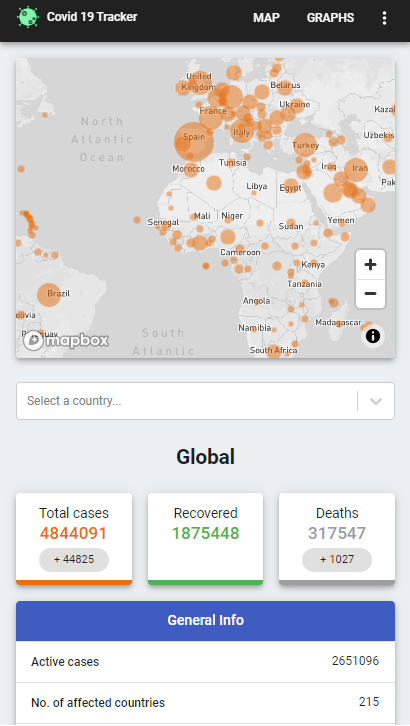 Covid 19 Tracker
MAP
GRAPHS
United
Kingdom
Belarus
Ukraine
France
North
Atlantic
Ocean
Spain
Italy
Turkey
Uzbekis
Morocco
Tunisia
Iraq
Iran
Libya
Egypt
Senegal
Mali
Niger
Sudan
Yemen
Cameroon
Kenya
Tanzania
Brazil
Angola
olivia
Namibia
Madagascar
South
Atlantic
South Africa
mapbox
+
−
Select a country...
Global
Total cases
4844091
+ 44825
Recovered
1875448
Deaths
317547
+ 1027
General Info
Active cases 2651096
No. of affected countries 215